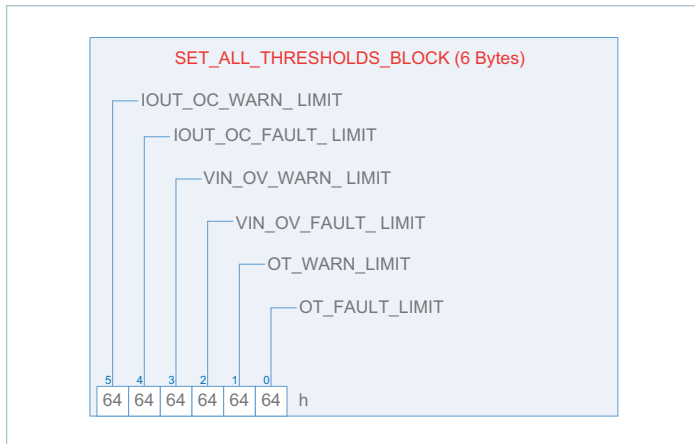 SET_ALL_THRESHOLDS_BLOCK (6 Bytes)
IOUT_OC_WARN_ LIMIT
IOUT_OC_FAULT_ LIMIT
VIN_OV_WARN_ LIMIT
VIN_OV_FAULT_ LIMIT
OT_WARN_LIMIT
OT_FAULT_LIMIT
5 4 3 2 1 0
64 64 64 64 64 64 h